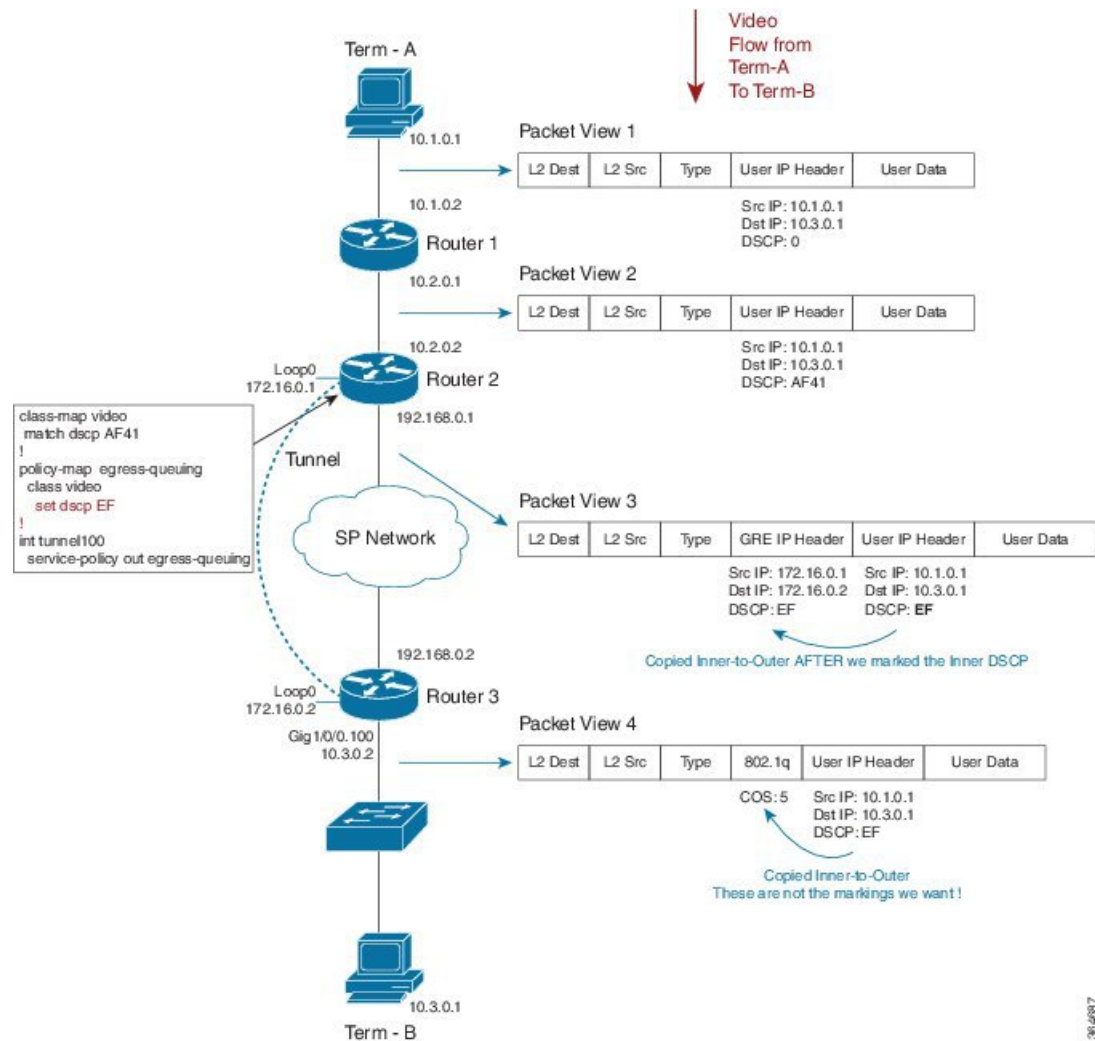 Video
Flow from
Term-A
To Term-B
Term - A
10.1.0.1
Packet View 1
L2 Dest L2 Src Type User IP Header User Data
Src IP: 10.1.0.1
Dst IP: 10.3.0.1
DSCP: 0
10.1.0.2
Router 1
10.2.0.1
Packet View 2
L2 Dest L2 Src Type User IP Header User Data
Src IP: 10.1.0.1
Dst IP: 10.3.0.1
DSCP: AF41
10.2.0.2
Loop0
172.16.0.1
Router 2
192.168.0.1
class-map video
match dscp AF41
!
policy-map egress-queuing
class video
set dscp EF
!
int tunnel100
service-policy out egress-queuing
Tunnel
SP Network
Packet View 3
L2 Dest L2 Src Type GRE IP Header User IP Header User Data
Src IP: 172.16.0.1 Src IP: 10.1.0.1
Dst IP: 172.16.0.2 Dst IP: 10.3.0.1
DSCP: EF DSCP: EF
Copied Inner-to-Outer AFTER we marked the Inner DSCP
192.168.0.2
Loop0
172.16.0.2
Router 3
Gig1/0/0.100
10.3.0.2
Packet View 4
L2 Dest L2 Src Type 802.1q User IP Header User Data
COS: 5 Src IP: 10.1.0.1
Dst IP: 10.3.0.1
DSCP: EF
Copied Inner-to-Outer
These are not the markings we want !
10.3.0.1
Term - B
364687